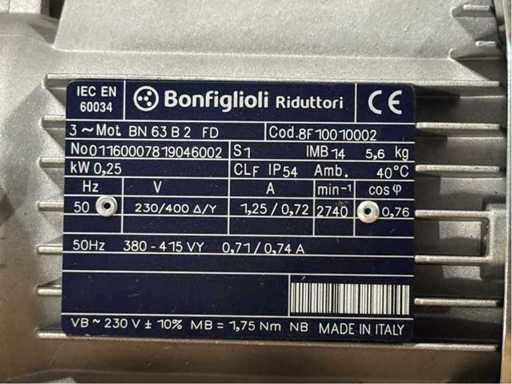 IEC EN
60034
Bonfiglioli Riduttori
CE
3 ~ Mot. BN 63 B 2 FD Cod. 8F10010002
No 01160007819046002 S1 IMB14 5,6 kg
kW 0,25 CLF IP54 Amb. 40°C
Hz V A min-1 cos φ
50 230/400 Δ/Y 1,25 / 0,72 2740 0,76
50Hz 380 - 415 VY 0,71 / 0,74 A
VB ~ 230 V ± 10% MB = 1,75 Nm NB MADE IN ITALY